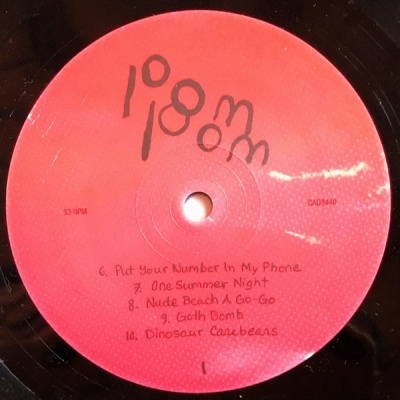 pom
pom
33 RPM
CAD3440
6. Put Your Number In My Phone
7. One Summer Night
8. Nude Beach A Go-Go
9. Goth Bomb
10. Dinosaur Carebears